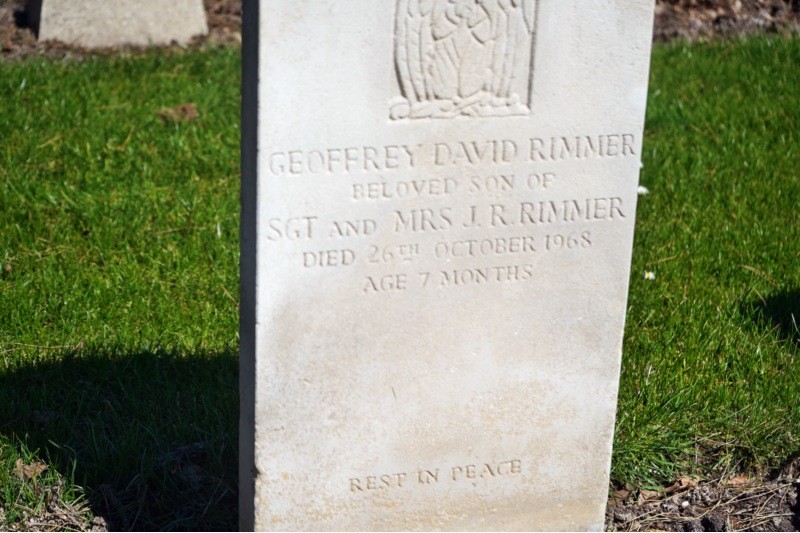 GEOFFREY DAVID RIMMER
BELOVED SON OF
SGT AND MRS J. R. RIMMER
DIED 26TH OCTOBER 1968
AGE 7 MONTHS
REST IN PEACE